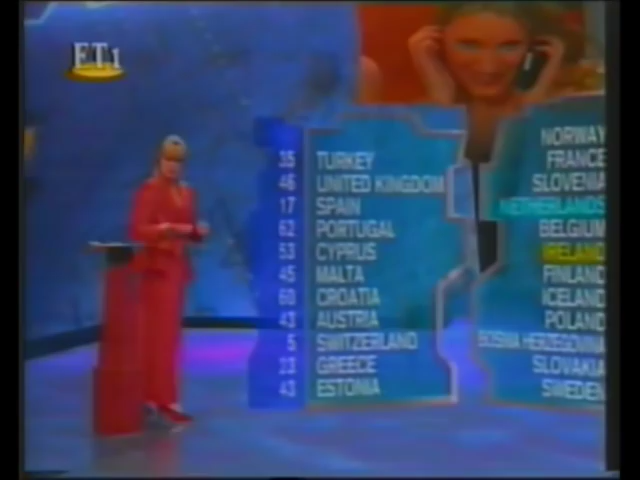 ET1
35 TURKEY
46 UNITED KINGDOM
17 SPAIN
62 PORTUGAL
53 CYPRUS
45 MALTA
60 CROATIA
43 AUSTRIA
5 SWITZERLAND
23 GREECE
43 ESTONIA
NORWAY
FRANCE
SLOVENIA
NETHERLANDS
BELGIUM
IRELAND
FINLAND
ICELAND
POLAND
BOSNIA HERZEGOVINA
SLOVAKIA
SWEDEN